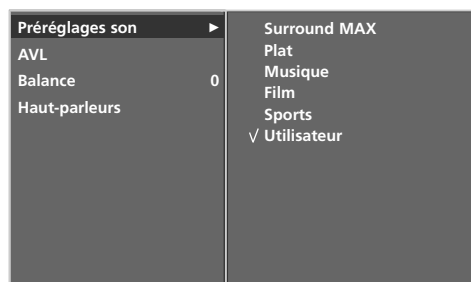 Préréglages son ►
AVL
Balance 0
Haut-parleurs
Surround MAX
Plat
Musique
Film
Sports
√ Utilisateur